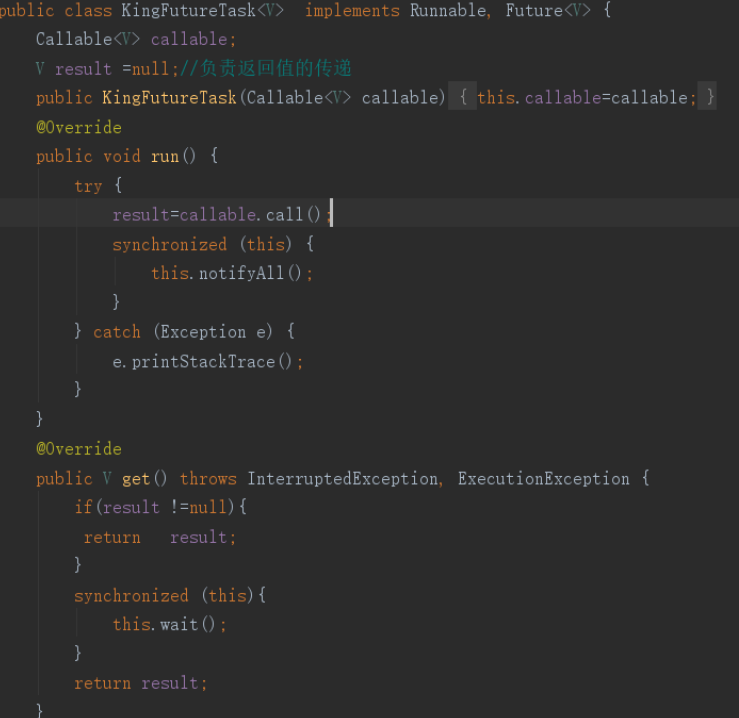 public class KingFutureTask<V>  implements Runnable, Future<V> {
    Callable<V> callable;
    V result =null;//负责返回值的传递
    public KingFutureTask(Callable<V> callable) { this.callable=callable; }
    @Override
    public void run() {
        try {
            result=callable.call();
            synchronized (this) {
                this.notifyAll();
            }
        } catch (Exception e) {
            e.printStackTrace();
        }
    }
    @Override
    public V get() throws InterruptedException, ExecutionException {
        if(result !=null){
         return   result;
        }
        synchronized (this){
            this.wait();
        }
        return result;
    }